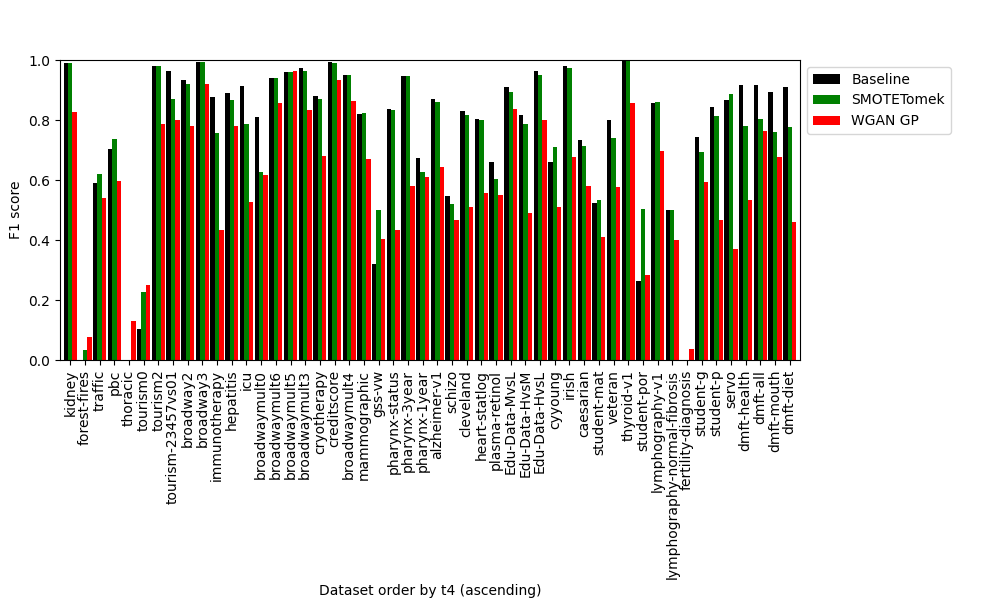 Baseline
SMOTETomek
WGAN GP
F1 score
1.0
0.8
0.6
0.4
0.2
0.0
kidney
forest-fires
traffic
pbc
thoracic
tourism0
tourism2
tourism-23457vs01
broadway2
broadway3
immunotherapy
hepatitis
icu
broadwaymult0
broadwaymult6
broadwaymult5
broadwaymult3
cryotherapy
creditscore
broadwaymult4
mammographic
gss-vw
pharynx-status
pharynx-3year
pharynx-1year
alzheimer-v1
schizo
cleveland
heart-statlog
plasma-retinol
Edu-Data-MvsL
Edu-Data-HvsM
Edu-Data-HvsL
cyyoung
irish
caesarian
student-mat
veteran
thyroid-v1
student-por
lymphography-v1
lymphography-normal-fibrosis
fertility-diagnosis
student-g
student-p
servo
dmft-health
dmft-all
dmft-mouth
dmft-diet
Dataset order by t4 (ascending)